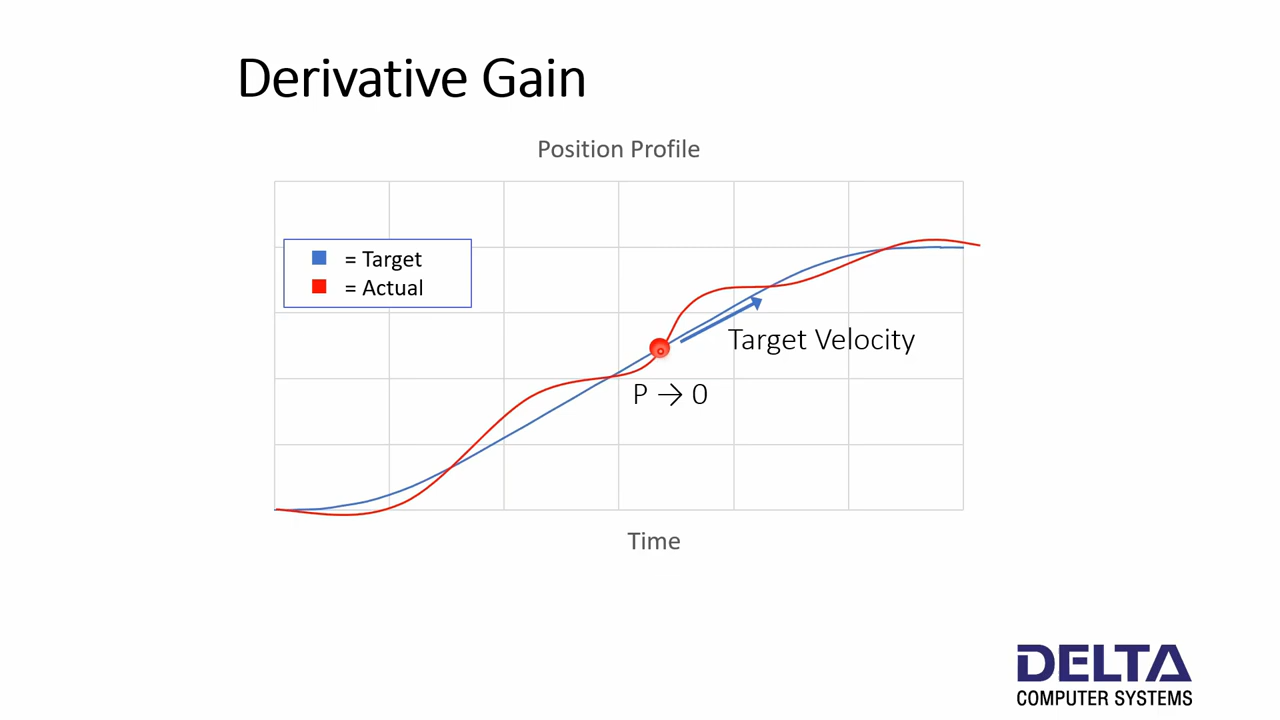 Derivative Gain
Position Profile
= Target
= Actual
Target Velocity
P → 0
Time
DELTA
COMPUTER SYSTEMS